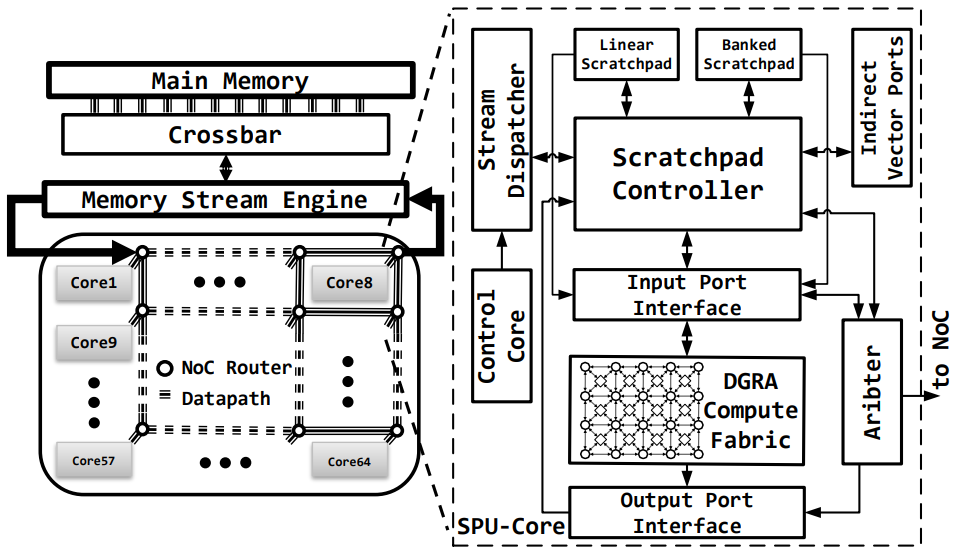 Main Memory
Crossbar
Memory Stream Engine
Core1
Core8
Core9
NoC Router
Datapath
Core57
Core64
Stream
Dispatcher
Control
Core
Linear
Scratchpad
Banked
Scratchpad
Indirect
Vector Ports
Scratchpad
Controller
Input Port
Interface
DGRA
Compute
Fabric
Output Port
Interface
Aribter
to NoC
SPU-Core